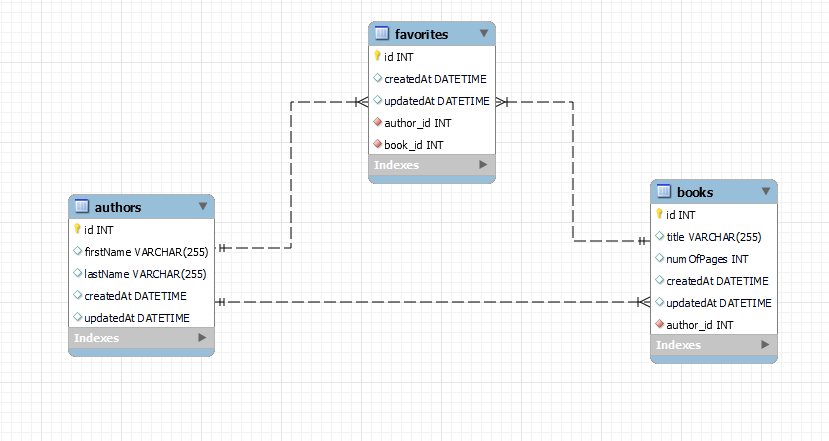 favorites
id INT
createdAt DATETIME
updatedAt DATETIME
author_id INT
book_id INT
Indexes
authors
id INT
firstName VARCHAR(255)
lastName VARCHAR(255)
createdAt DATETIME
updatedAt DATETIME
Indexes
books
id INT
title VARCHAR(255)
numOfPages INT
createdAt DATETIME
updatedAt DATETIME
author_id INT
Indexes